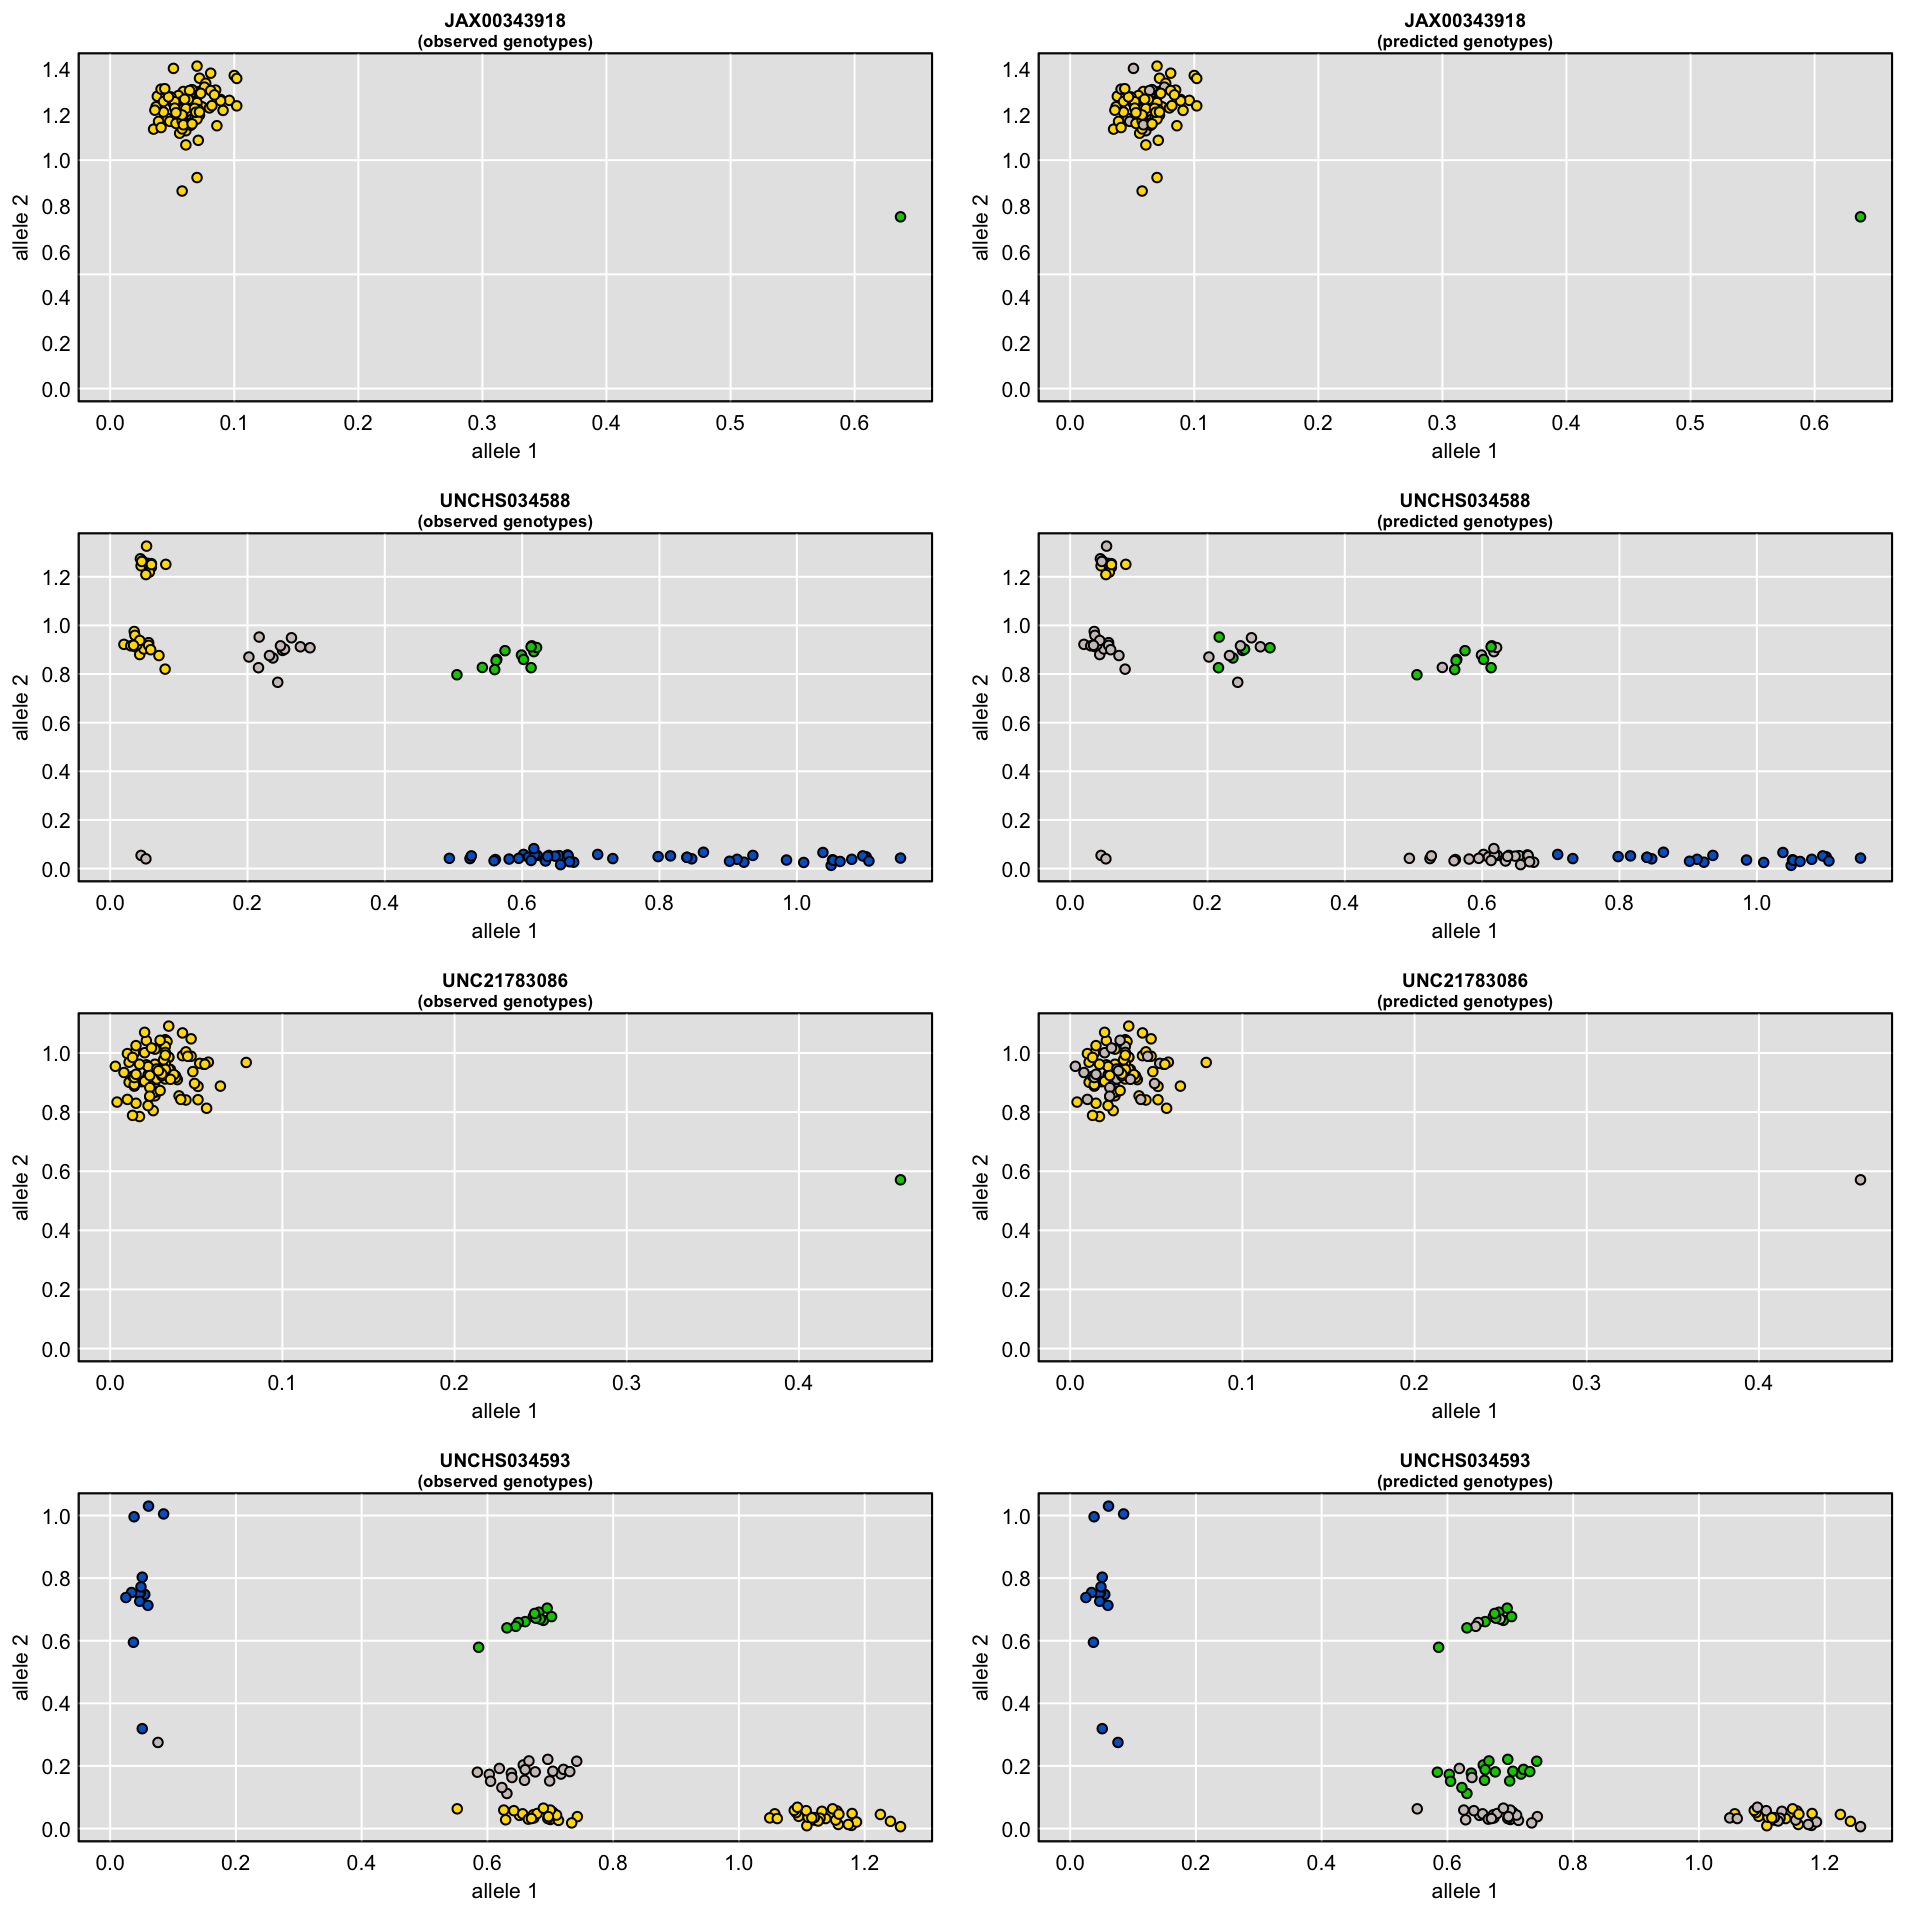 JAX00343918
(observed genotypes)
allele 2
1.4
1.2
1.0
0.8
0.6
0.4
0.2
0.0
0.0 0.1 0.2 0.3 0.4 0.5 0.6
allele 1
JAX00343918
(predicted genotypes)
allele 2
1.4
1.2
1.0
0.8
0.6
0.4
0.2
0.0
0.0 0.1 0.2 0.3 0.4 0.5 0.6
allele 1
UNCHS034588
(observed genotypes)
allele 2
1.2
1.0
0.8
0.6
0.4
0.2
0.0
0.0 0.2 0.4 0.6 0.8 1.0
allele 1
UNCHS034588
(predicted genotypes)
allele 2
1.2
1.0
0.8
0.6
0.4
0.2
0.0
0.0 0.2 0.4 0.6 0.8 1.0
allele 1
UNC21783086
(observed genotypes)
allele 2
1.0
0.8
0.6
0.4
0.2
0.0
0.0 0.1 0.2 0.3 0.4
allele 1
UNC21783086
(predicted genotypes)
allele 2
1.0
0.8
0.6
0.4
0.2
0.0
0.0 0.1 0.2 0.3 0.4
allele 1
UNCHS034593
(observed genotypes)
allele 2
1.0
0.8
0.6
0.4
0.2
0.0
0.0 0.2 0.4 0.6 0.8 1.0 1.2
allele 1
UNCHS034593
(predicted genotypes)
allele 2
1.0
0.8
0.6
0.4
0.2
0.0
0.0 0.2 0.4 0.6 0.8 1.0 1.2
allele 1